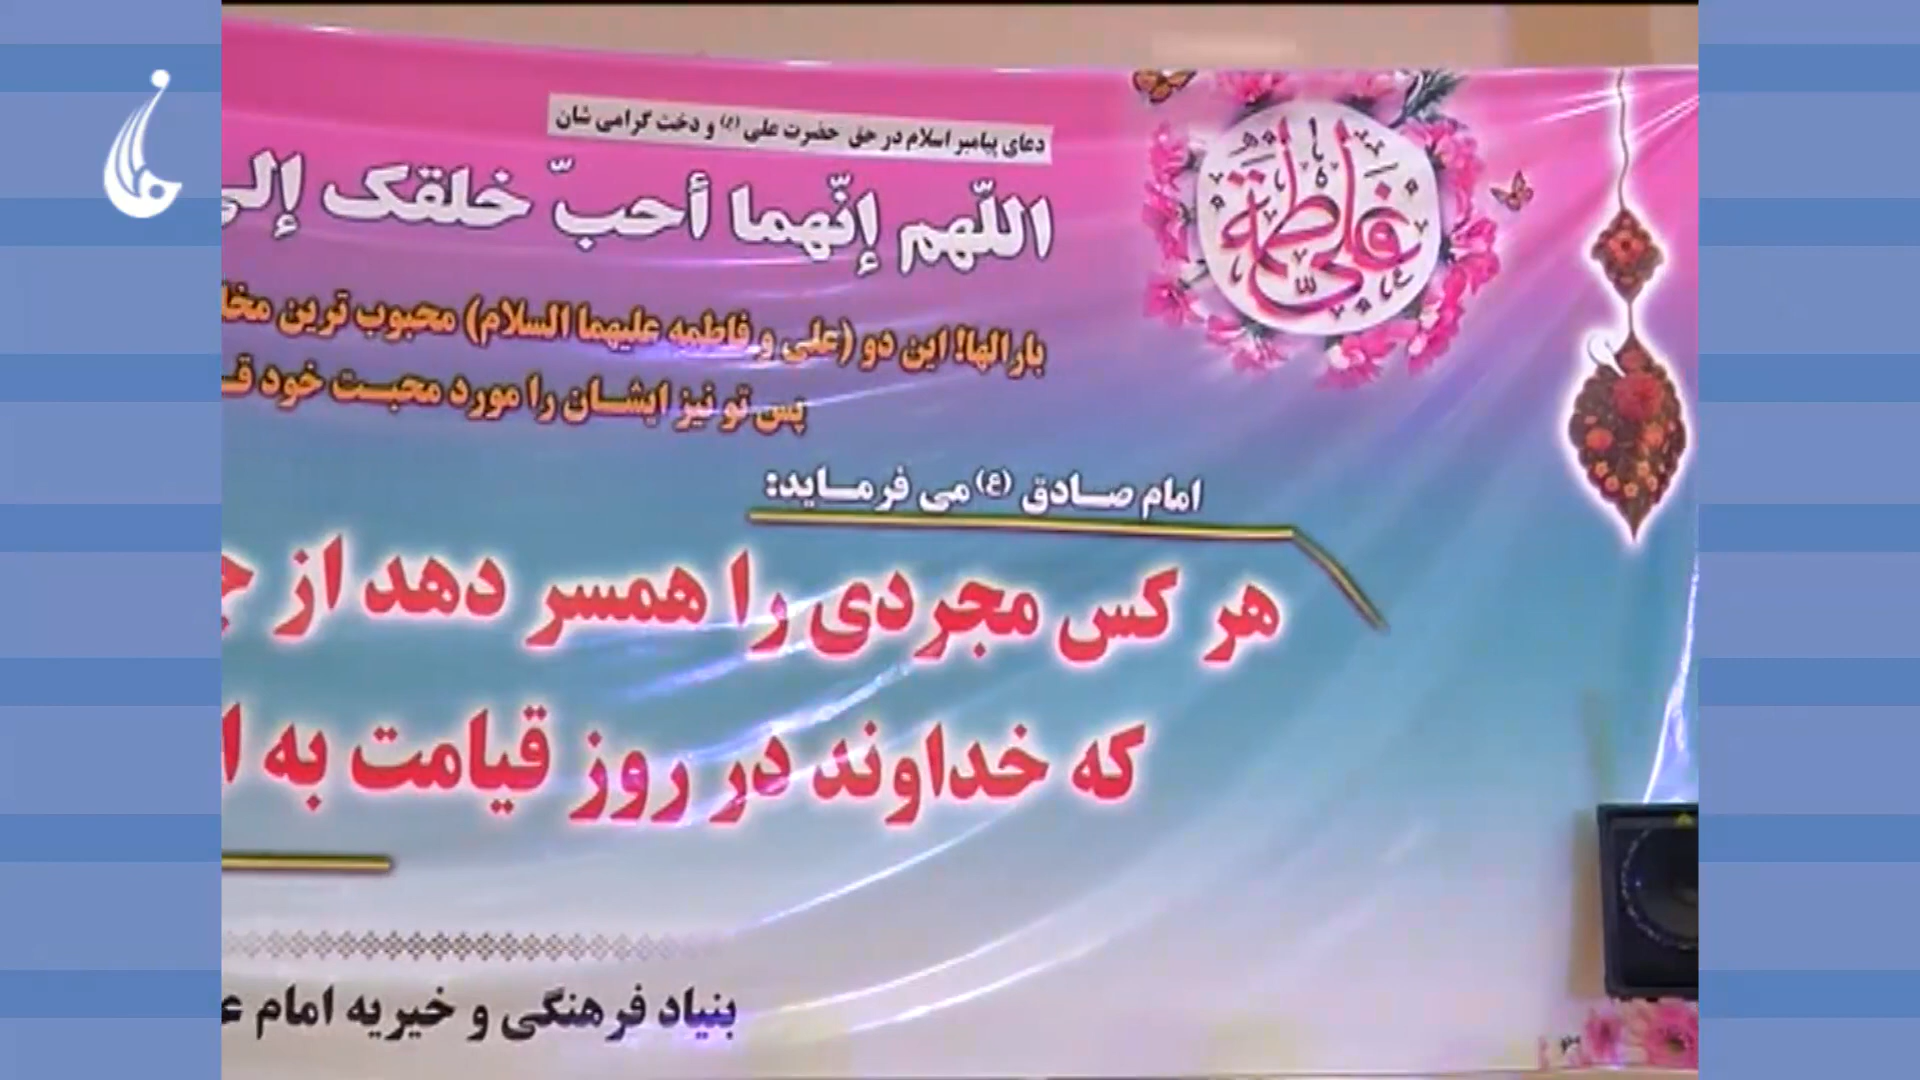 دعای پیامبر اسلام در حق حضرت علی (ع) و دخت گرامی شان
اللّهم إنّهما أحبّ خلقک إلی
بارالها! این دو (علی و فاطمه علیهما السلام) محبوب ترین
پس تو نیز ایشان را مورد محبت خود
امام صادق (ع) می فرماید:
هر کس مجردی را همسر دهد از
که خداوند در روز قیامت به
بنیاد فرهنگی و خیریه امام
علی فاطمة